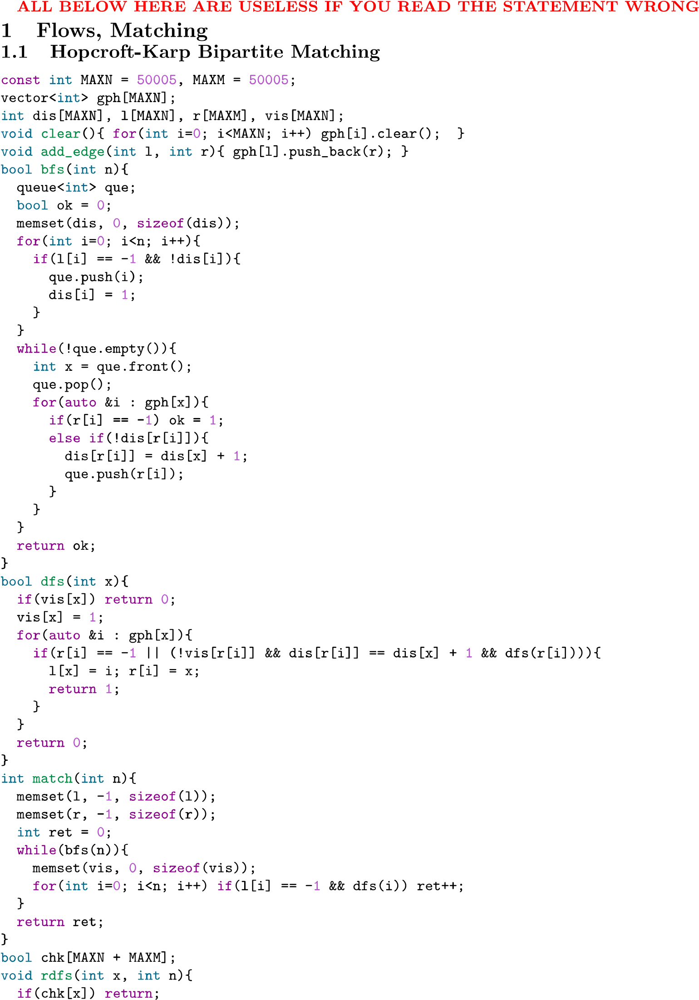 ALL BELOW HERE ARE USELESS IF YOU READ THE STATEMENT WRONG
1 Flows, Matching
1.1 Hopcroft-Karp Bipartite Matching
const int MAXN = 50005, MAXM = 50005;
vector<int> gph[MAXN];
int dis[MAXN], l[MAXN], r[MAXM], vis[MAXN];
void clear(){ for(int i=0; i<MAXN; i++) gph[i].clear();  }
void add_edge(int l, int r){ gph[l].push_back(r); }
bool bfs(int n){
  queue<int> que;
  bool ok = 0;
  memset(dis, 0, sizeof(dis));
  for(int i=0; i<n; i++){
    if(l[i] == -1 && !dis[i]){
      que.push(i);
      dis[i] = 1;
    }
  }
  while(!que.empty()){
    int x = que.front();
    que.pop();
    for(auto &i : gph[x]){
      if(r[i] == -1) ok = 1;
      else if(!dis[r[i]]){
        dis[r[i]] = dis[x] + 1;
        que.push(r[i]);
      }
    }
  }
  return ok;
}
bool dfs(int x){
  if(vis[x]) return 0;
  vis[x] = 1;
  for(auto &i : gph[x]){
    if(r[i] == -1 || (!vis[r[i]] && dis[r[i]] == dis[x] + 1 && dfs(r[i]))){
      l[x] = i; r[i] = x;
      return 1;
    }
  }
  return 0;
}
int match(int n){
  memset(l, -1, sizeof(l));
  memset(r, -1, sizeof(r));
  int ret = 0;
  while(bfs(n)){
    memset(vis, 0, sizeof(vis));
    for(int i=0; i<n; i++) if(l[i] == -1 && dfs(i)) ret++;
  }
  return ret;
}
bool chk[MAXN + MAXM];
void rdfs(int x, int n){
  if(chk[x]) return;